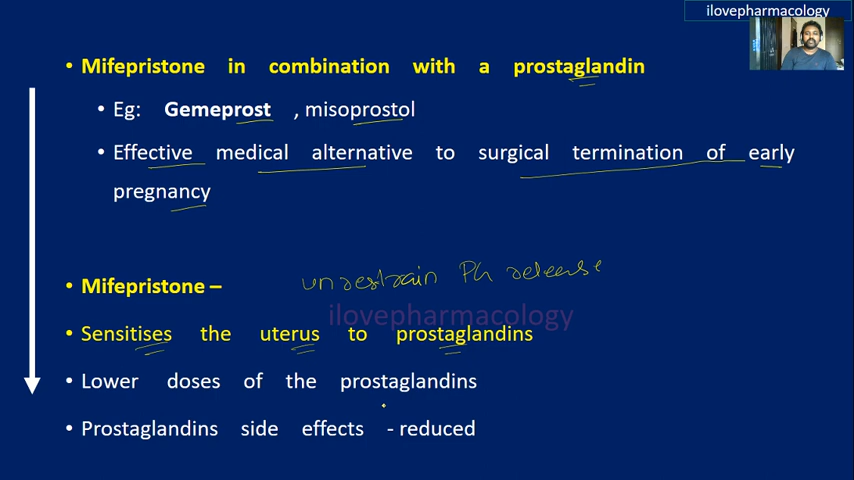 ilovepharmacology
• Mifepristone in combination with a prostaglandin
• Eg: Gemeprost , misoprostol
• Effective medical alternative to surgical termination of early
pregnancy
• Mifepristone – unrestrain PG release
ilovepharmacology
• Sensitises the uterus to prostaglandins
• Lower doses of the prostaglandins
• Prostaglandins side effects - reduced